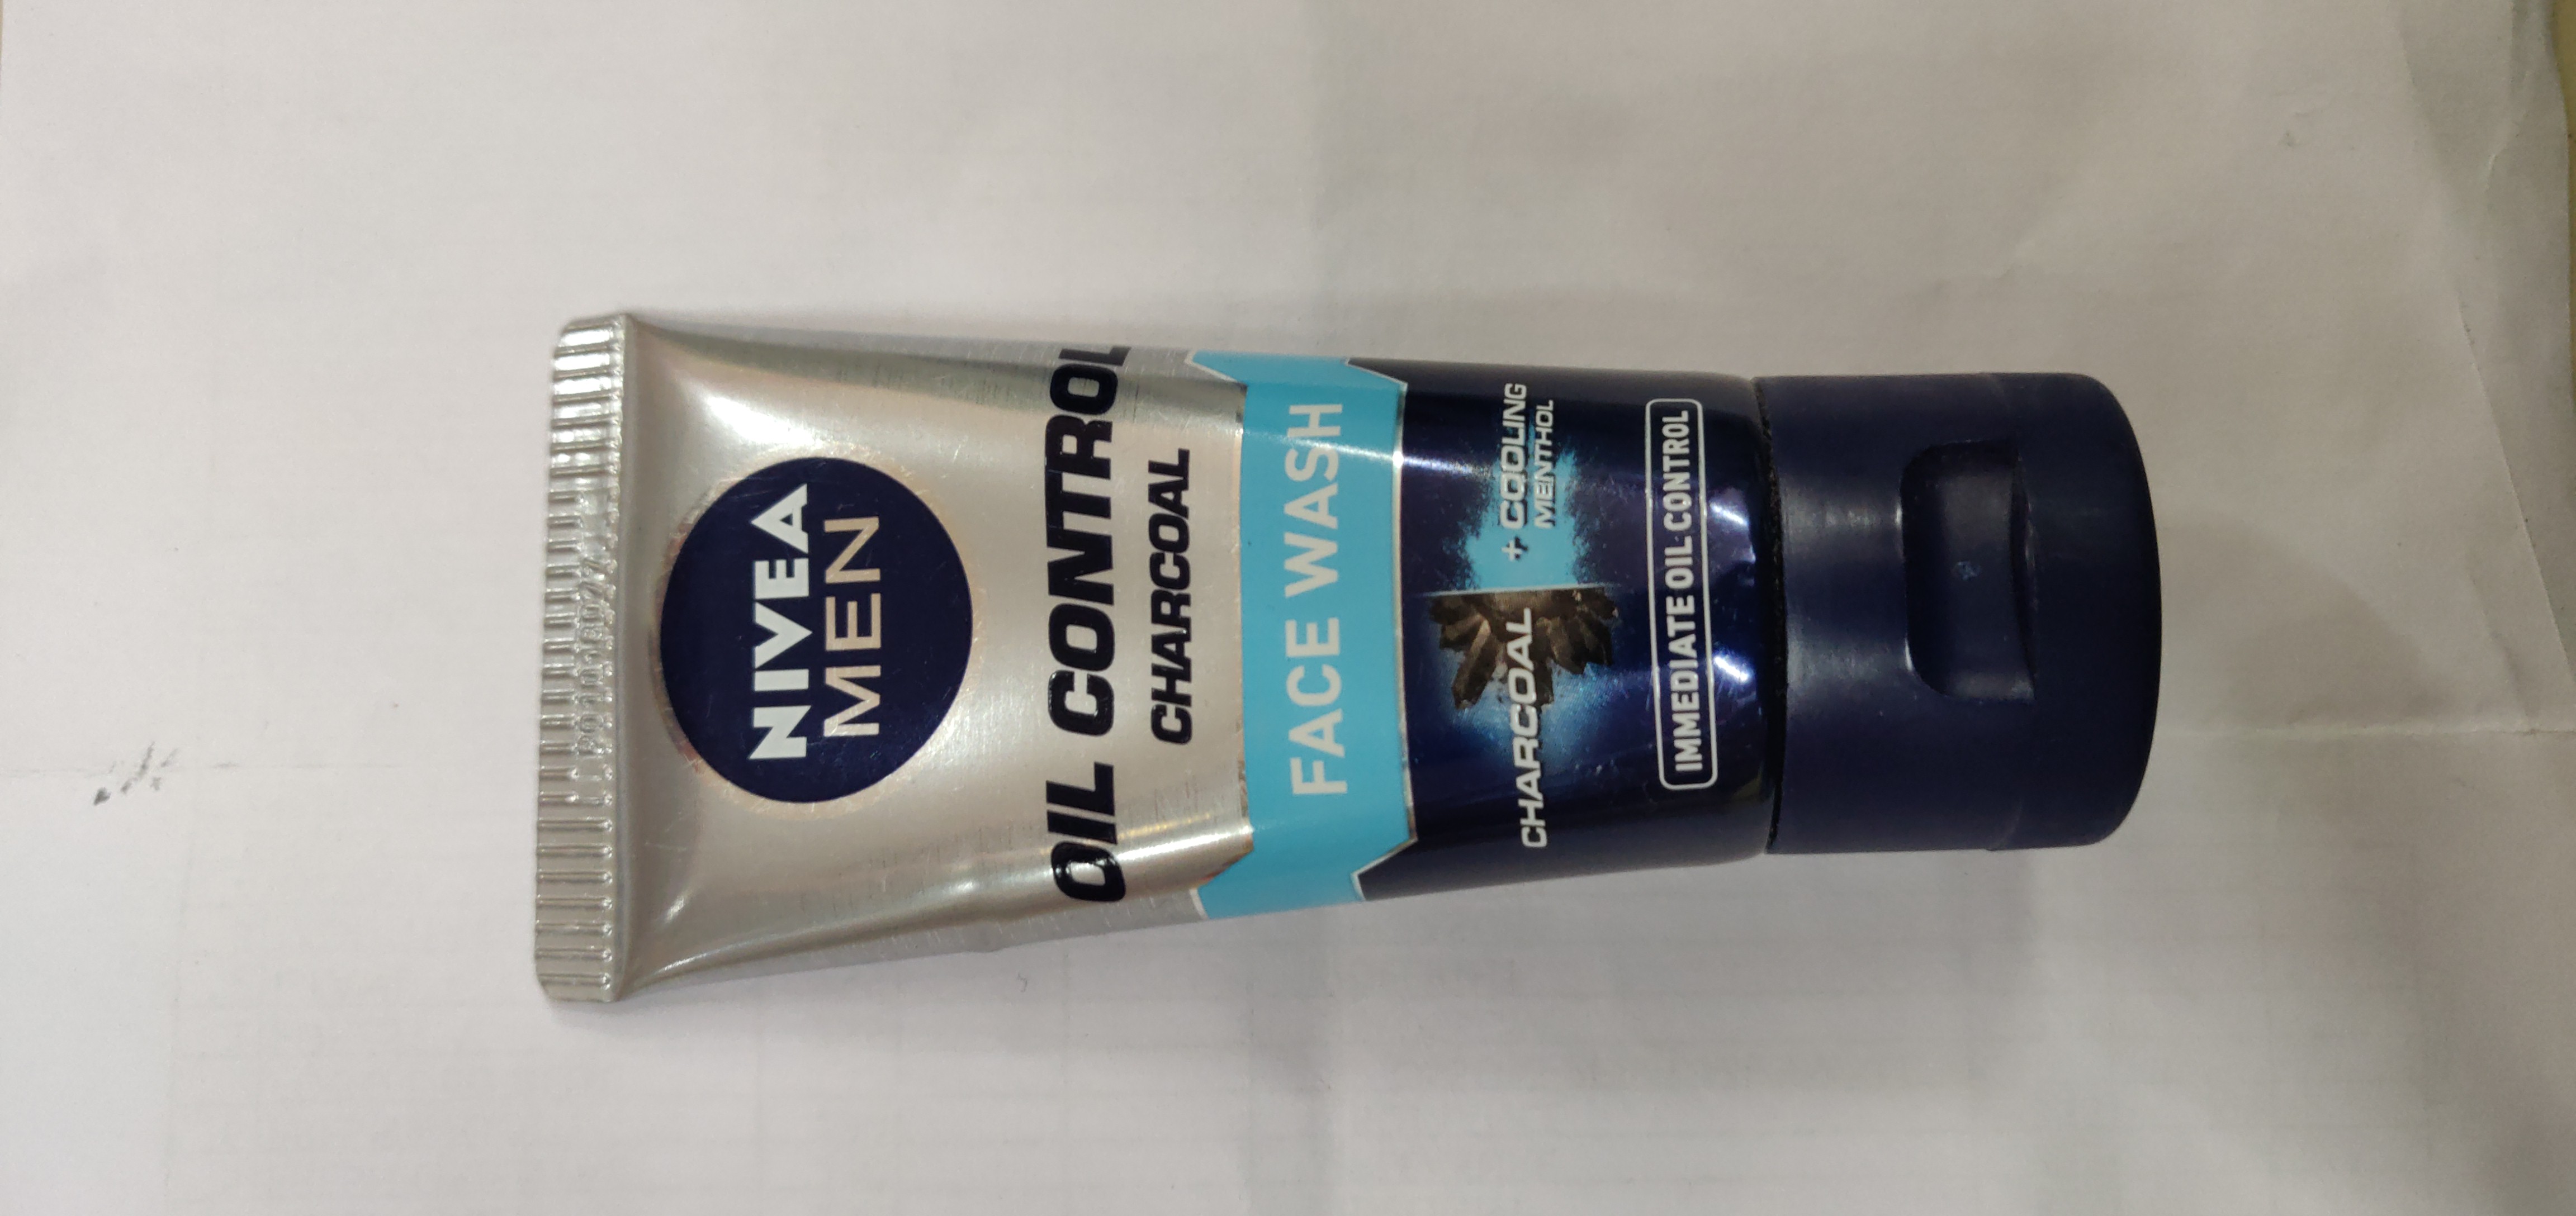 NIVEA
MEN
OIL CONTROL
CHARCOAL
FACE WASH
CHARCOAL
+ COOLING
MENTHOL
IMMEDIATE OIL CONTROL